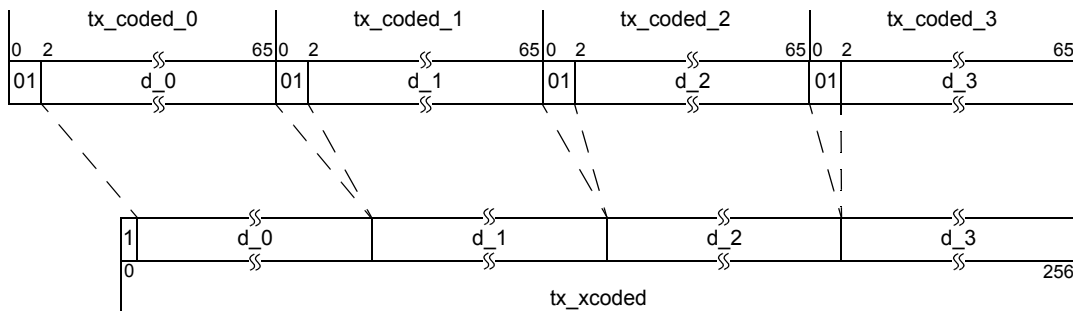 tx_coded_0 tx_coded_1 tx_coded_2 tx_coded_3
0 2 65 0 2 65 0 2 65 0 2 65
01 d_0 01 d_1 01 d_2 01 d_3
1 d_0 d_1 d_2 d_3
0 256
tx_xcoded